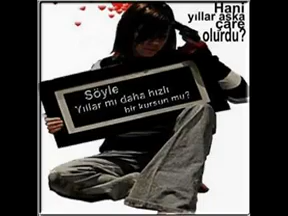 Hani
yıllar aşka
çare
olurdu?
Söyle
Yıllar mı daha hızlı
bir kurşun mu?